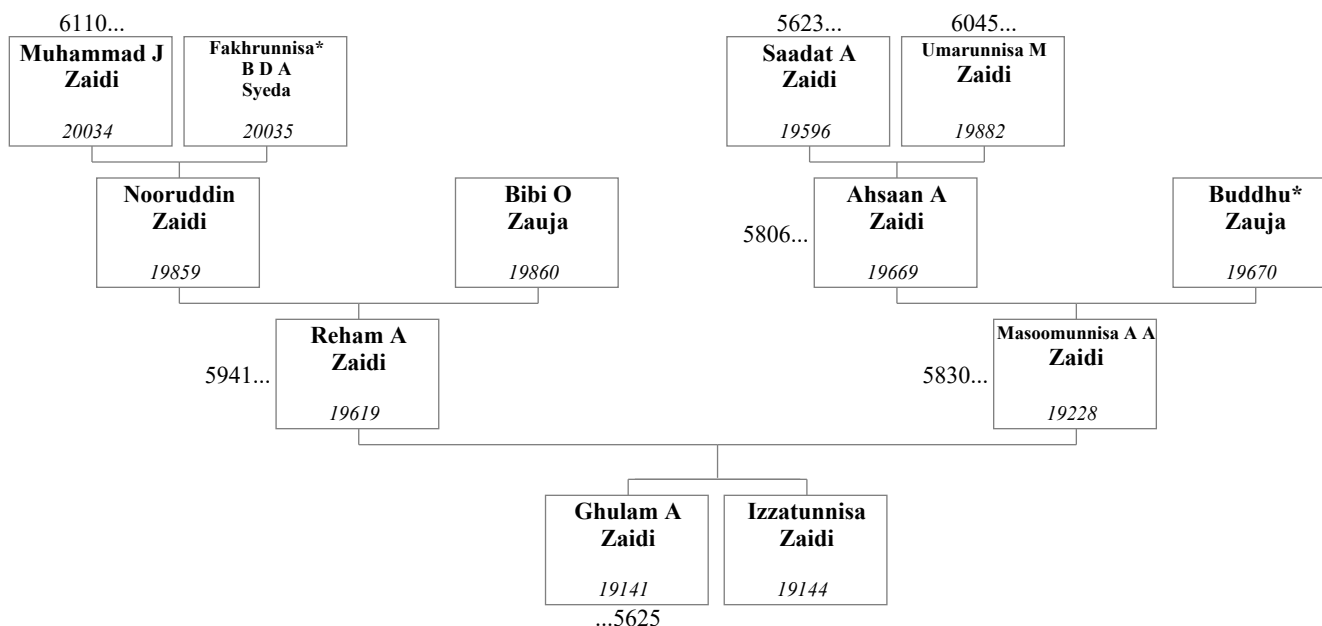 6110...
5623...
6045...
Muhammad J
Zaidi
20034
Fakhrunnisa*
B D A
Syeda
20035
Saadat A
Zaidi
19596
Umarunnisa M
Zaidi
19882
Nooruddin
Zaidi
19859
Bibi O
Zauja
19860
5806...
Ahsaan A
Zaidi
19669
Buddhu*
Zauja
19670
5941...
Reham A
Zaidi
19619
5830...
Masoomunnisa A A
Zaidi
19228
Ghulam A
Zaidi
19141
Izzatunnisa
Zaidi
19144
...5625